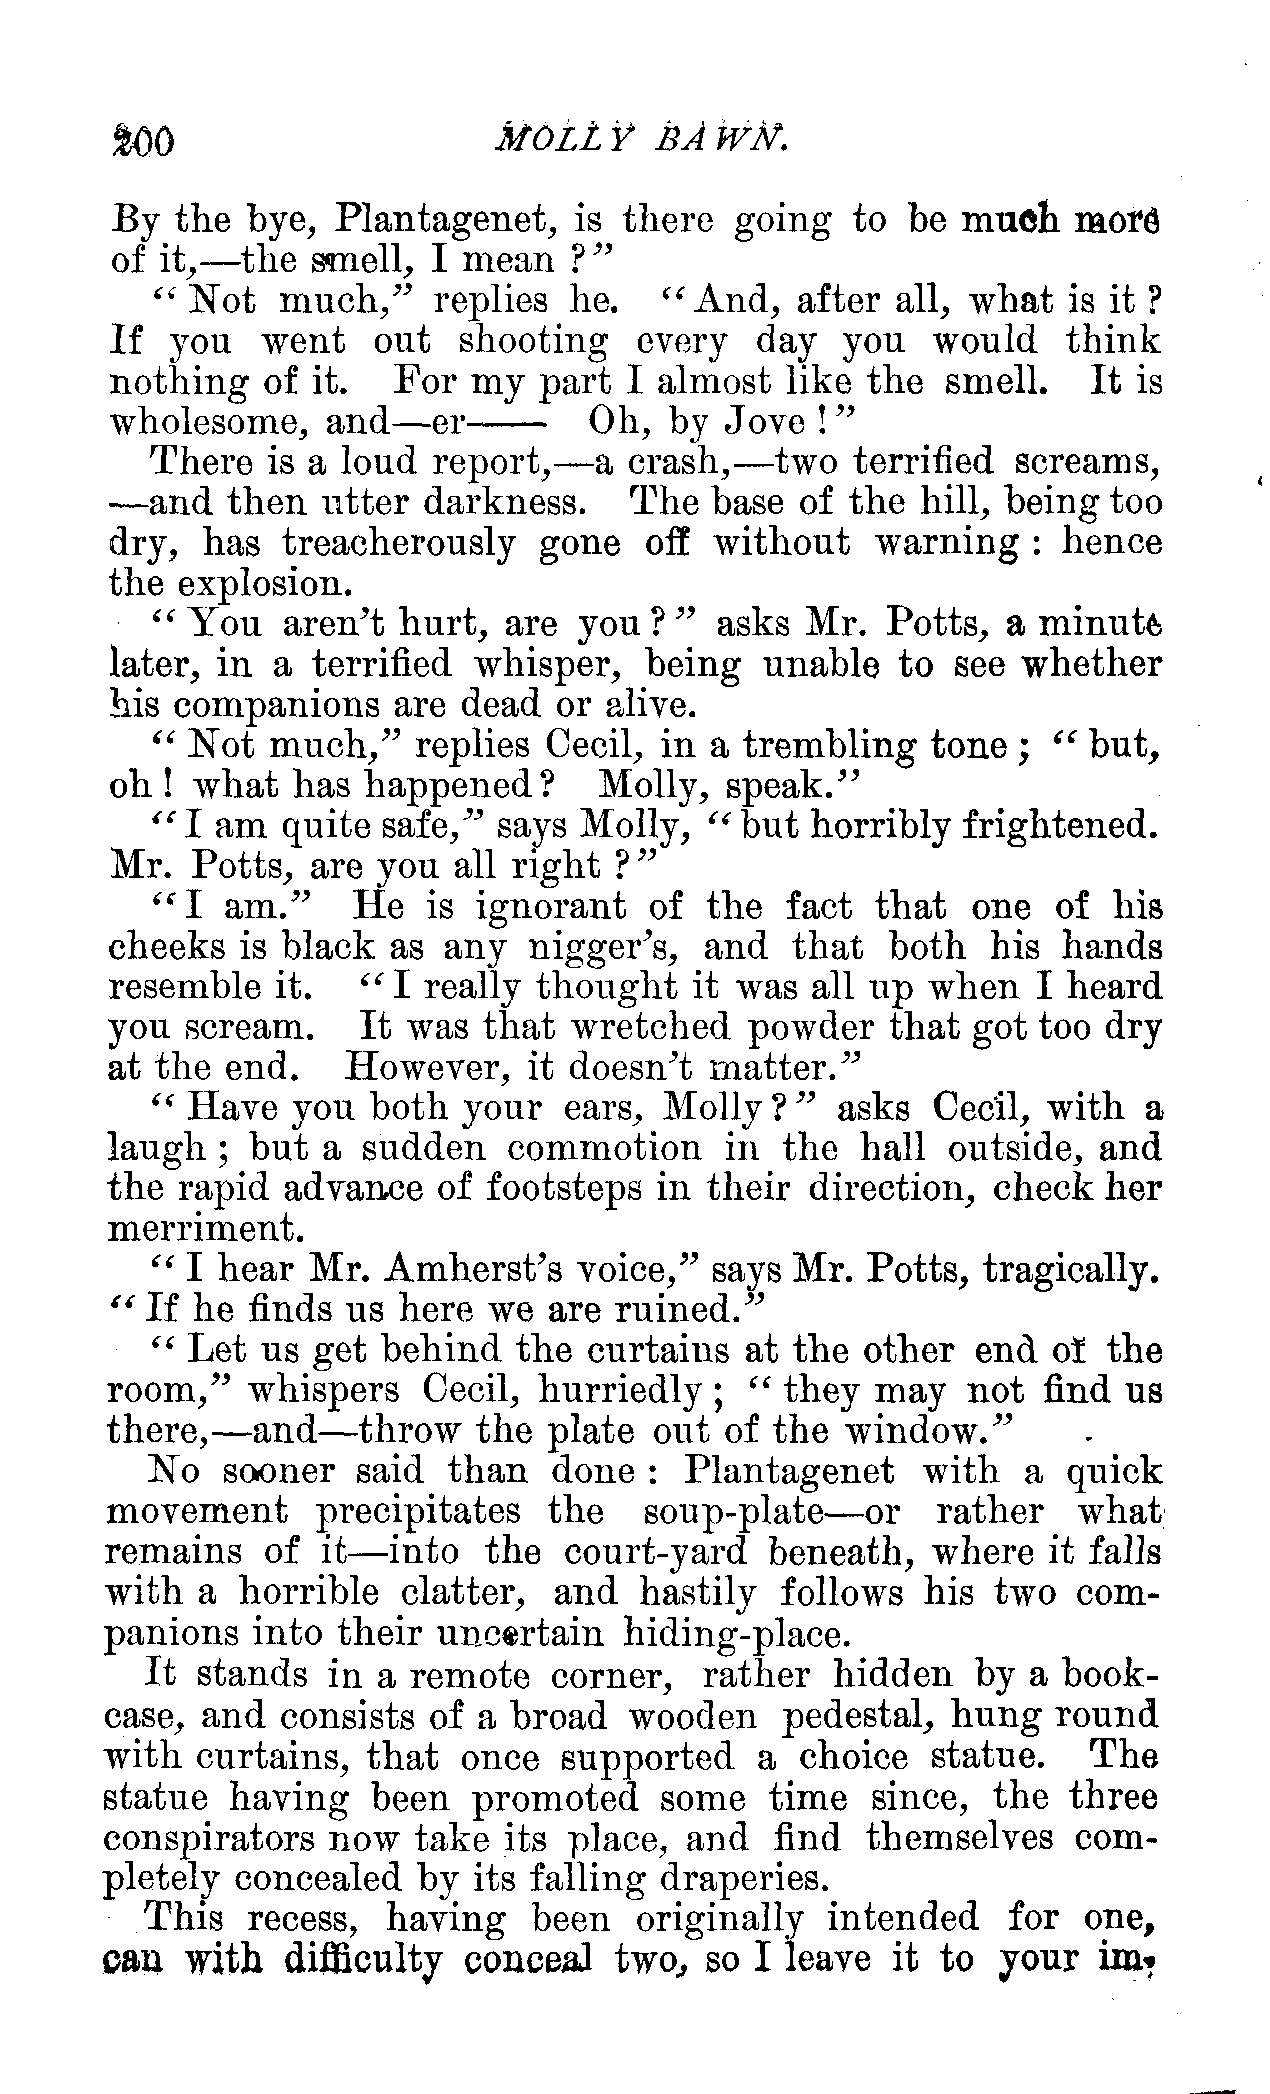 200 MOLLY BAWN.
By the bye, Plantagenet, is there going to be much more
of it,—the smell, I mean ?”
“ Not much,” replies he. “ And, after all, what is it ?
If you went out shooting every day you would think
nothing of it. For my part I almost like the smell. It is
wholesome, and—er—— Oh, by Jove !”
There is a loud report,—a crash,—two terrified screams,
—and then utter darkness. The base of the hill, being too
dry, has treacherously gone off without warning : hence
the explosion.
“ You aren’t hurt, are you ? ” asks Mr. Potts, a minute
later, in a terrified whisper, being unable to see whether
his companions are dead or alive.
“ Not much,” replies Cecil, in a trembling tone ; “ but,
oh ! what has happened ? Molly, speak.”
“ I am quite safe,” says Molly, “ but horribly frightened.
Mr. Potts, are you all right ?”
“ I am.” He is ignorant of the fact that one of his
cheeks is black as any nigger’s, and that both his hands
resemble it. “ I really thought it was all up when I heard
you scream. It was that wretched powder that got too dry
at the end. However, it doesn’t matter.”
“ Have you both your ears, Molly ? ” asks Cecil, with a
laugh ; but a sudden commotion in the hall outside, and
the rapid advance of footsteps in their direction, check her
merriment.
“ I hear Mr. Amherst’s voice,” says Mr. Potts, tragically.
“ If he finds us here we are ruined.”
“ Let us get behind the curtains at the other end of the
room,” whispers Cecil, hurriedly ; “ they may not find us
there,—and—throw the plate out of the window.”
No sooner said than done : Plantagenet with a quick
movement precipitates the soup-plate—or rather what
remains of it—into the court-yard beneath, where it falls
with a horrible clatter, and hastily follows his two com-
panions into their uncertain hiding-place.
It stands in a remote corner, rather hidden by a book-
case, and consists of a broad wooden pedestal, hung round
with curtains, that once supported a choice statue. The
statue having been promoted some time since, the three
conspirators now take its place, and find themselves com-
pletely concealed by its falling draperies.
This recess, having been originally intended for one,
can with difficulty conceal two, so I leave it to your im-